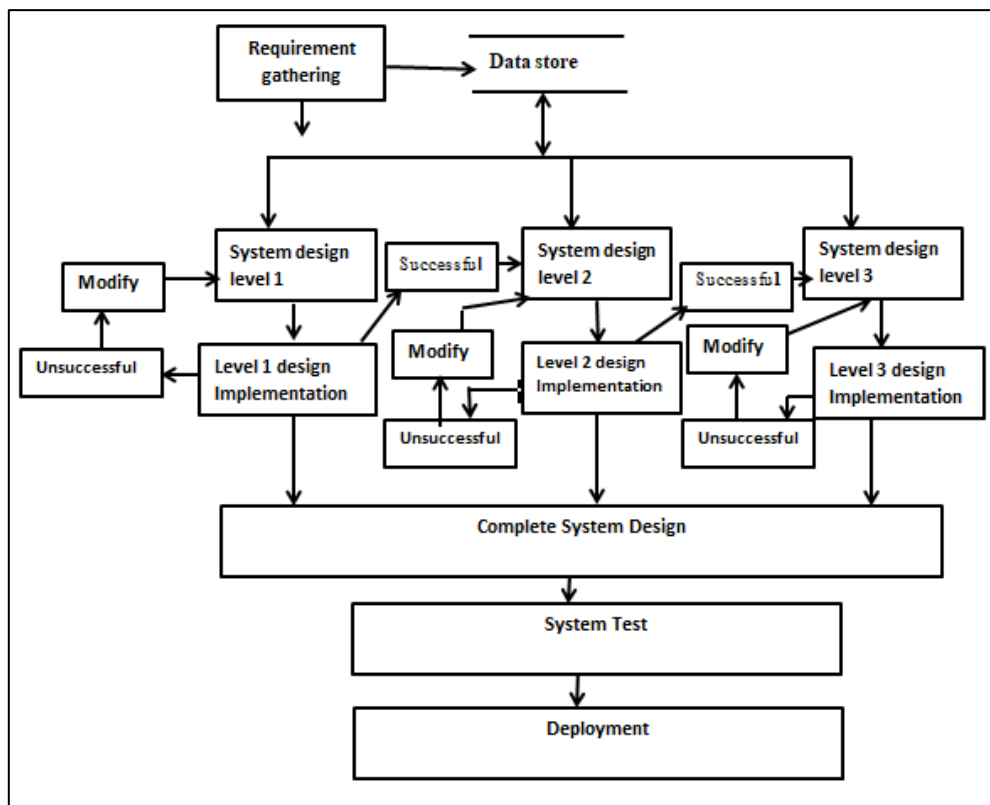 Requirement
gathering
Data store
System design
level 1
Successful
System design
level 2
Successful
System design
level 3
Modify
Unsuccessful
Level 1 design
Implementation
Modify
Level 2 design
Implementation
Modify
Level 3 design
Implementation
Unsuccessful
Unsuccessful
Complete System Design
System Test
Deployment